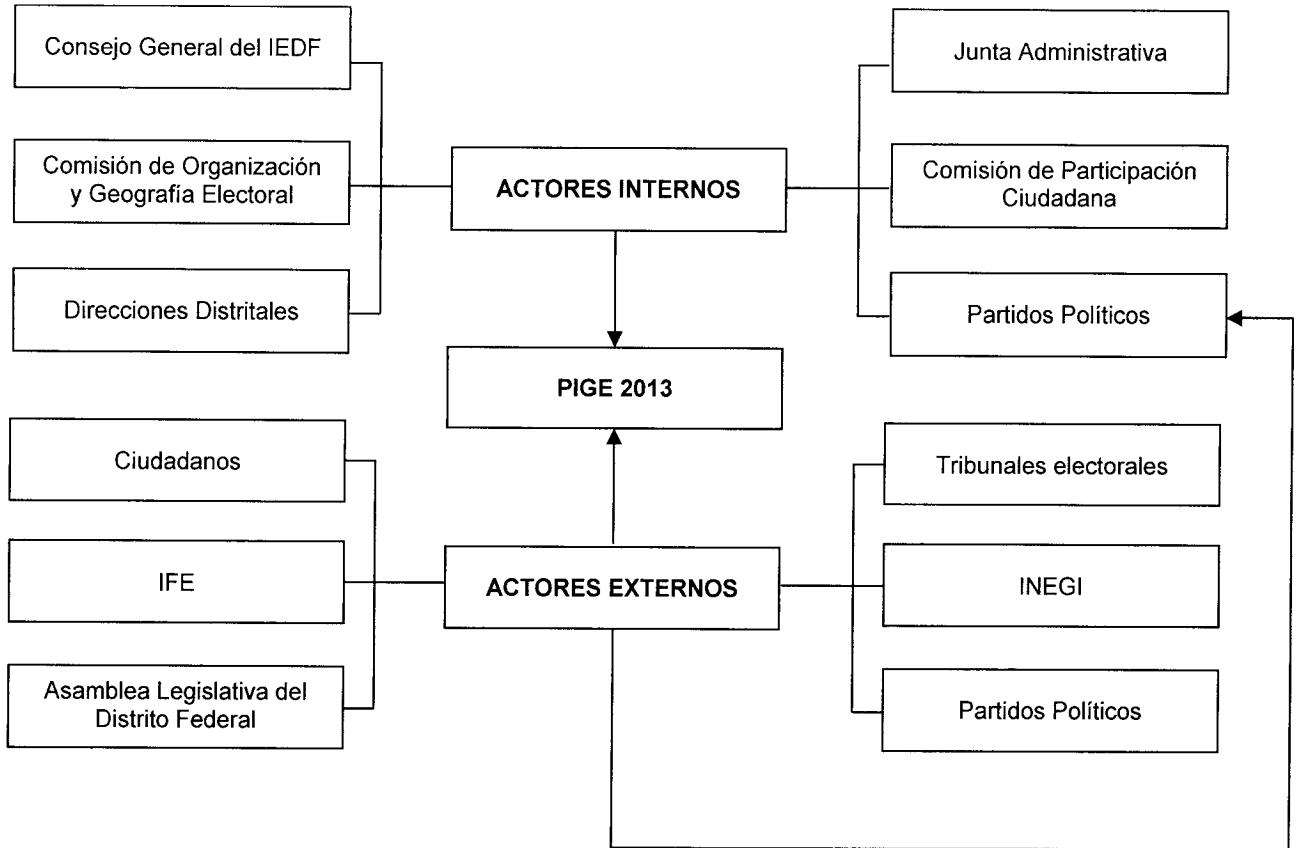 Consejo General del IEDF
Junta Administrativa
Comisión de Organización
y Geografía Electoral
ACTORES INTERNOS
Comisión de Participación
Ciudadana
Direcciones Distritales
Partidos Políticos
PIGE 2013
Ciudadanos
Tribunales electorales
IFE
ACTORES EXTERNOS
INEGI
Asamblea Legislativa del
Distrito Federal
Partidos Políticos